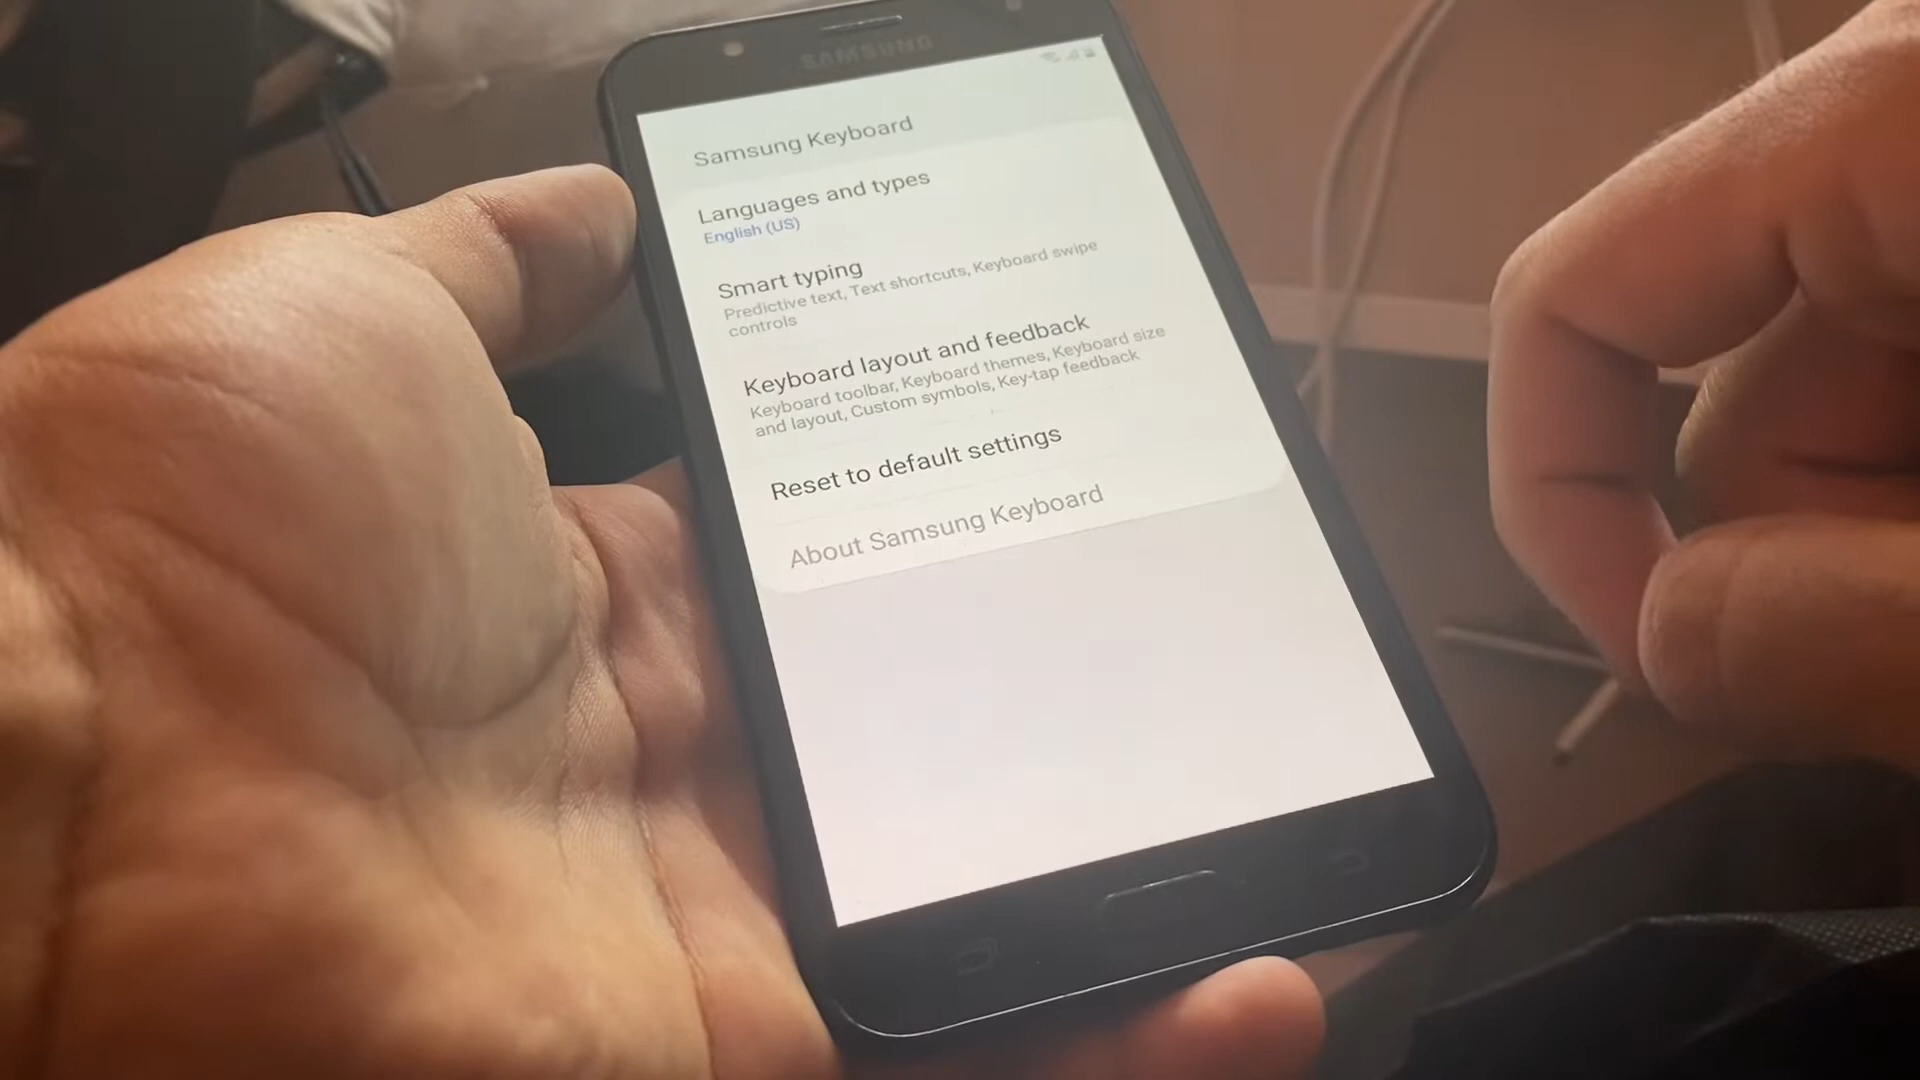 SAMSUNG
Samsung Keyboard
Languages and types
English (US)
Smart typing
Predictive text, Text shortcuts, Keyboard swipe
controls
Keyboard layout and feedback
Keyboard toolbar, Keyboard themes, Keyboard size
and layout, Custom symbols, Key-tap feedback
Reset to default settings
About Samsung Keyboard